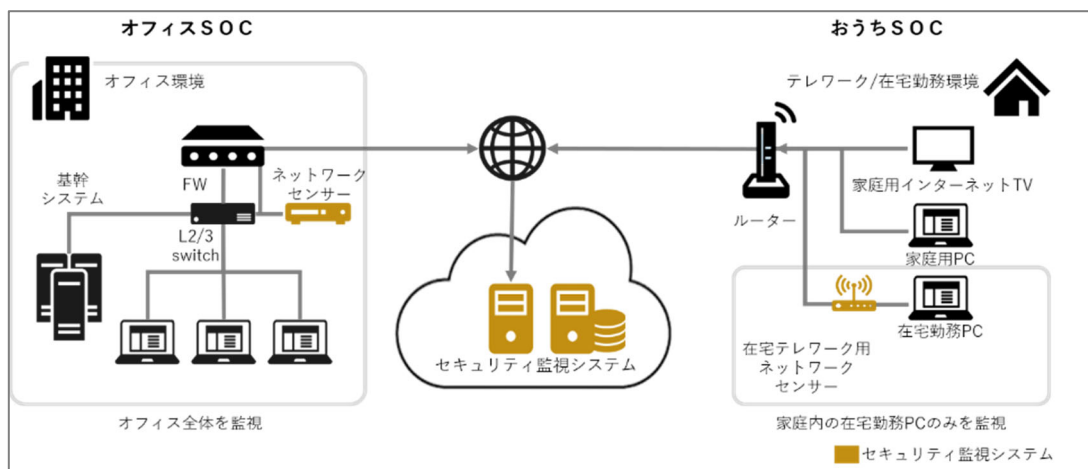 オフィスSOC
オフィス環境
FW
基幹
システム
ネットワーク
センサー
L2/3
switch
オフィス全体を監視
セキュリティ監視システム
おうちSOC
テレワーク/在宅勤務環境
ルーター
家庭用インターネットTV
家庭用PC
在宅勤務PC
在宅テレワーク用
ネットワーク
センサー
家庭内の在宅勤務PCのみを監視
セキュリティ監視システム